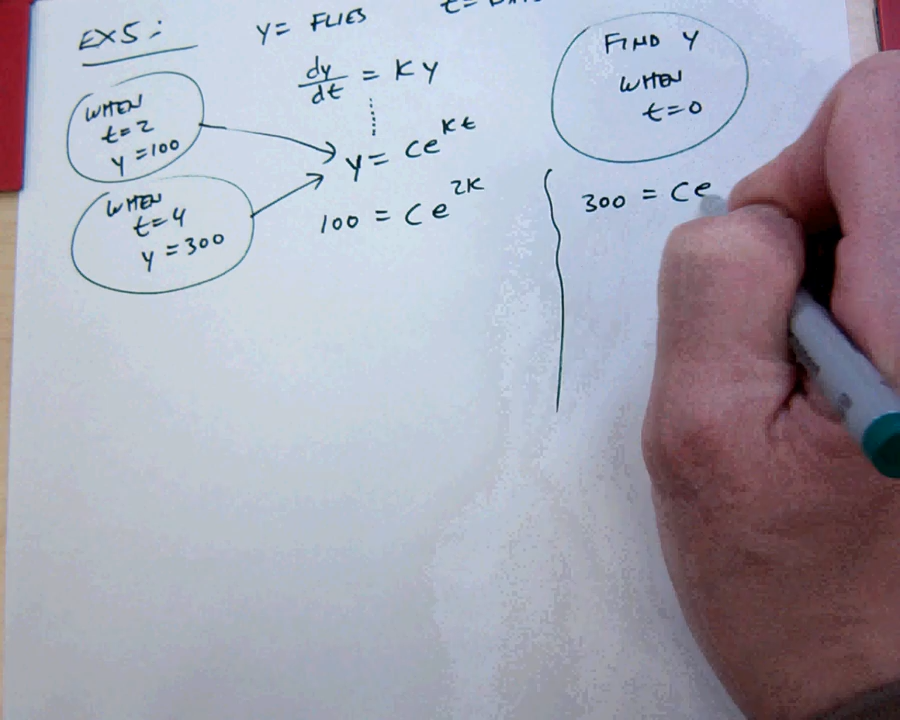 EX5:
Y= FLIES
t=
WHEN
t=2
y=100
dy/dt = Ky
FIND Y
WHEN
t=0
y= Ce^Kt
WHEN
t=4
y=300
100 = Ce^2K
300 = Ce